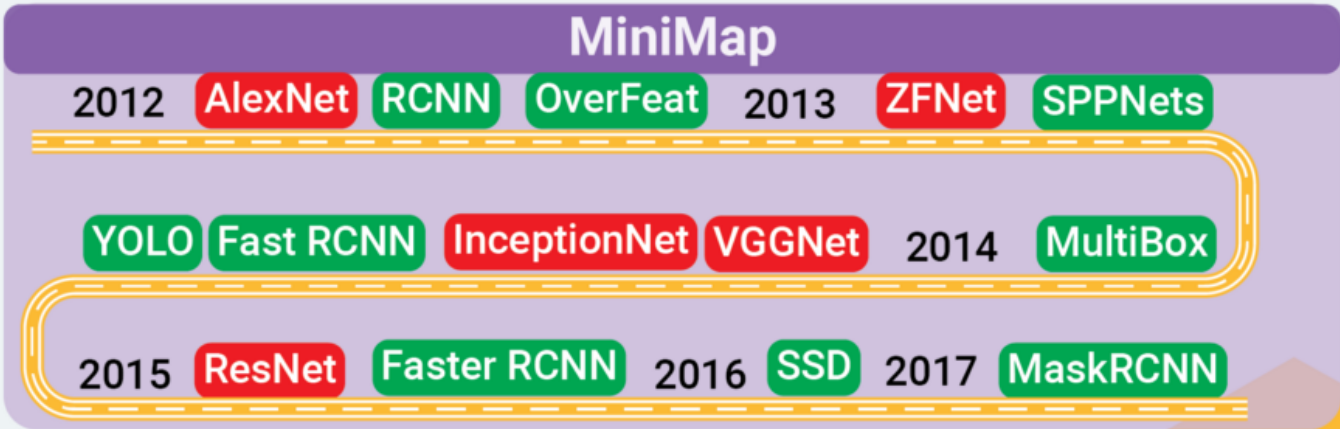 MiniMap
2012 AlexNet RCNN OverFeat 2013 ZFNet SPPNets
YOLO Fast RCNN InceptionNet VGGNet 2014 MultiBox
2015 ResNet Faster RCNN 2016 SSD 2017 MaskRCNN